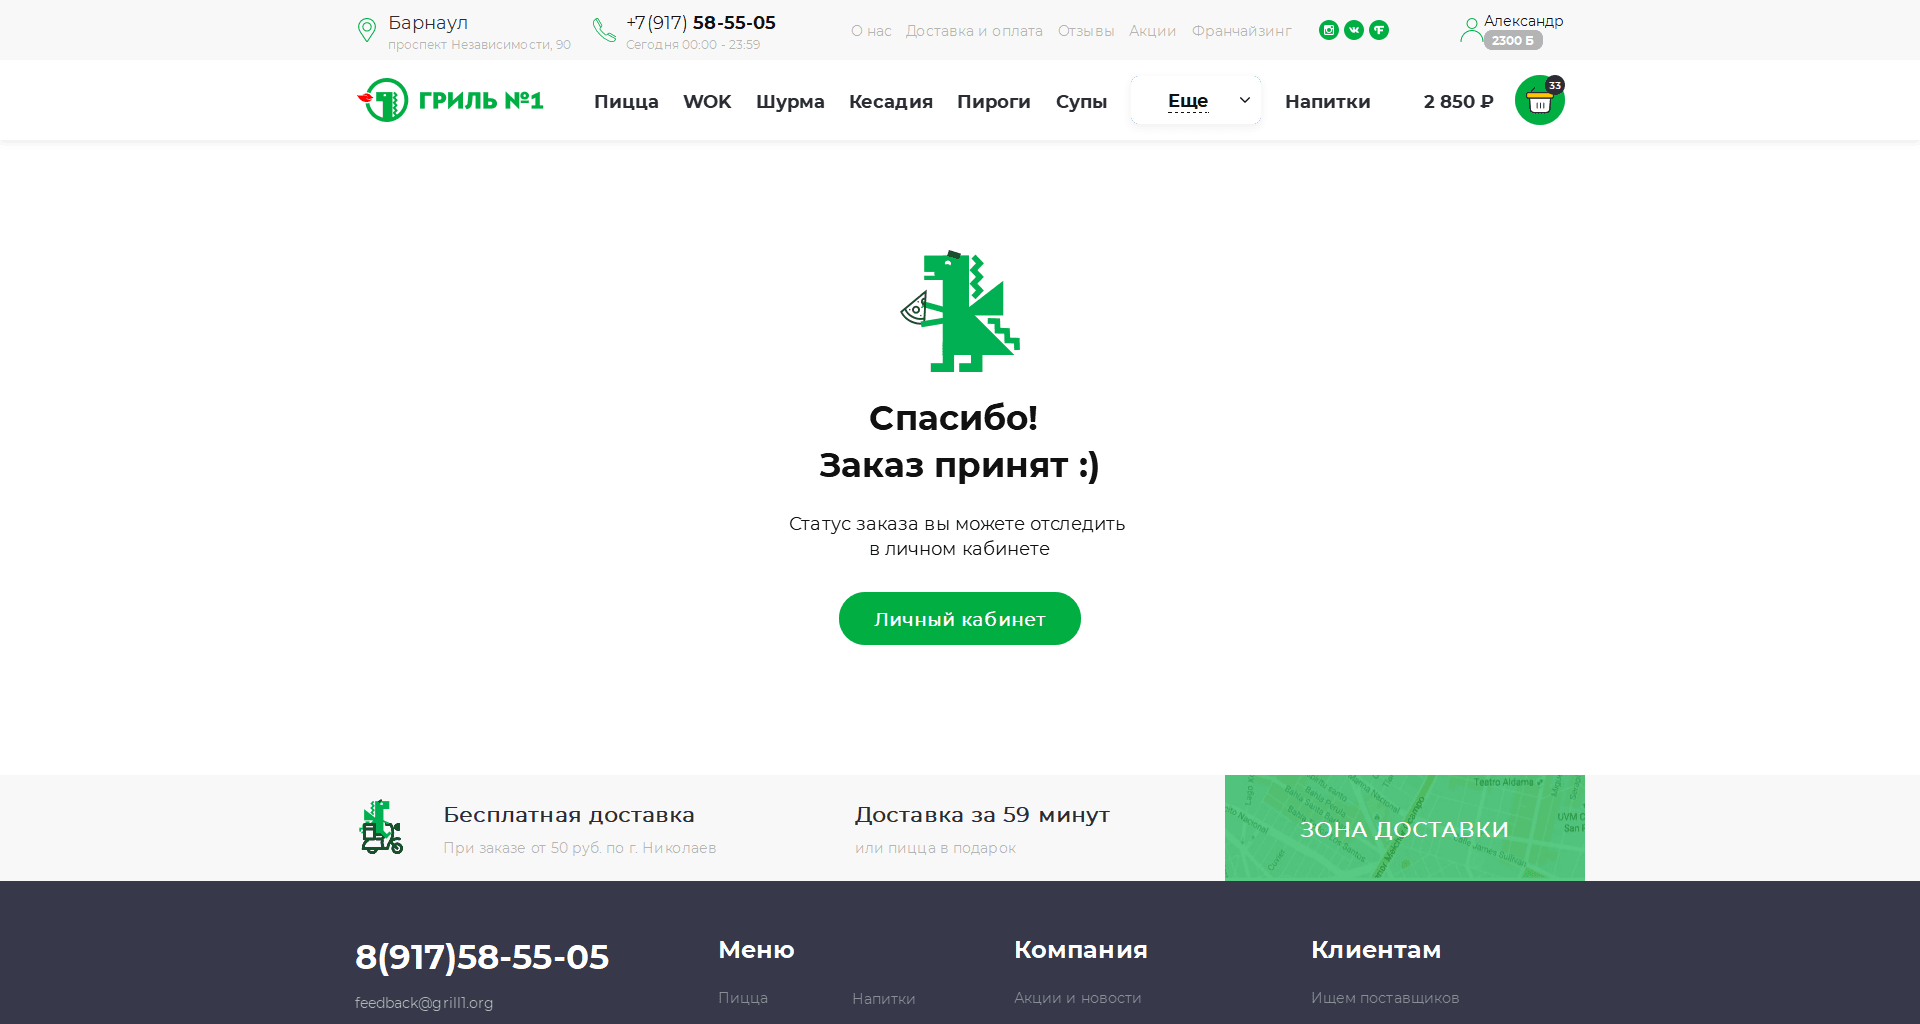 Барнаул
проспект Независимости, 90
+7(917) 58-55-05
Сегодня 00:00 - 23:59
О нас
Доставка и оплата
Отзывы
Акции
Франчайзинг
Александр
2300 Б
ГРИЛЬ №1
Пицца
WOK
Шурма
Кесадия
Пироги
Супы
Еще
Напитки
2 850 ₽
33
Спасибо!
Заказ принят :)
Статус заказа вы можете отследить
в личном кабинете
Личный кабинет
Бесплатная доставка
При заказе от 50 руб. по г. Николаев
Доставка за 59 минут
или пицца в подарок
Teatro Aldama
ЗОНА ДОСТАВКИ
8(917)58-55-05
feedback@grill1.org
Меню
Пицца
Напитки
Компания
Акции и новости
Клиентам
Ищем поставщиков